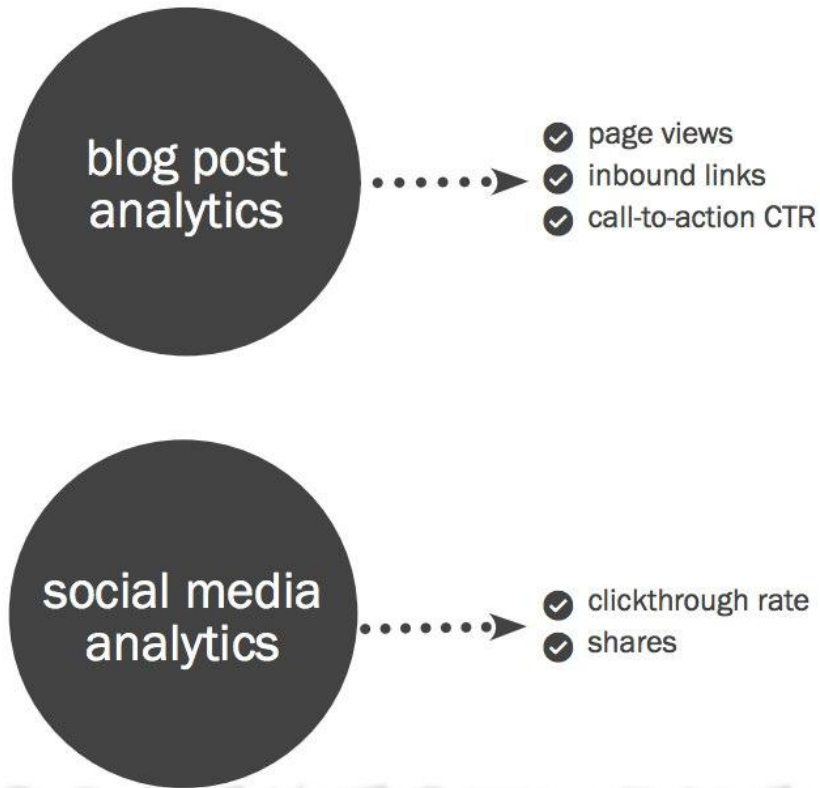 blog post
analytics
page views
inbound links
call-to-action CTR
social media
analytics
clickthrough rate
shares